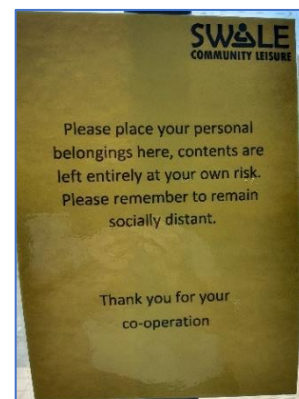 SWALE
COMMUNITY LEISURE
Please place your personal
belongings here, contents are
left entirely at your own risk.
Please remember to remain
socially distant.
Thank you for your
co-operation